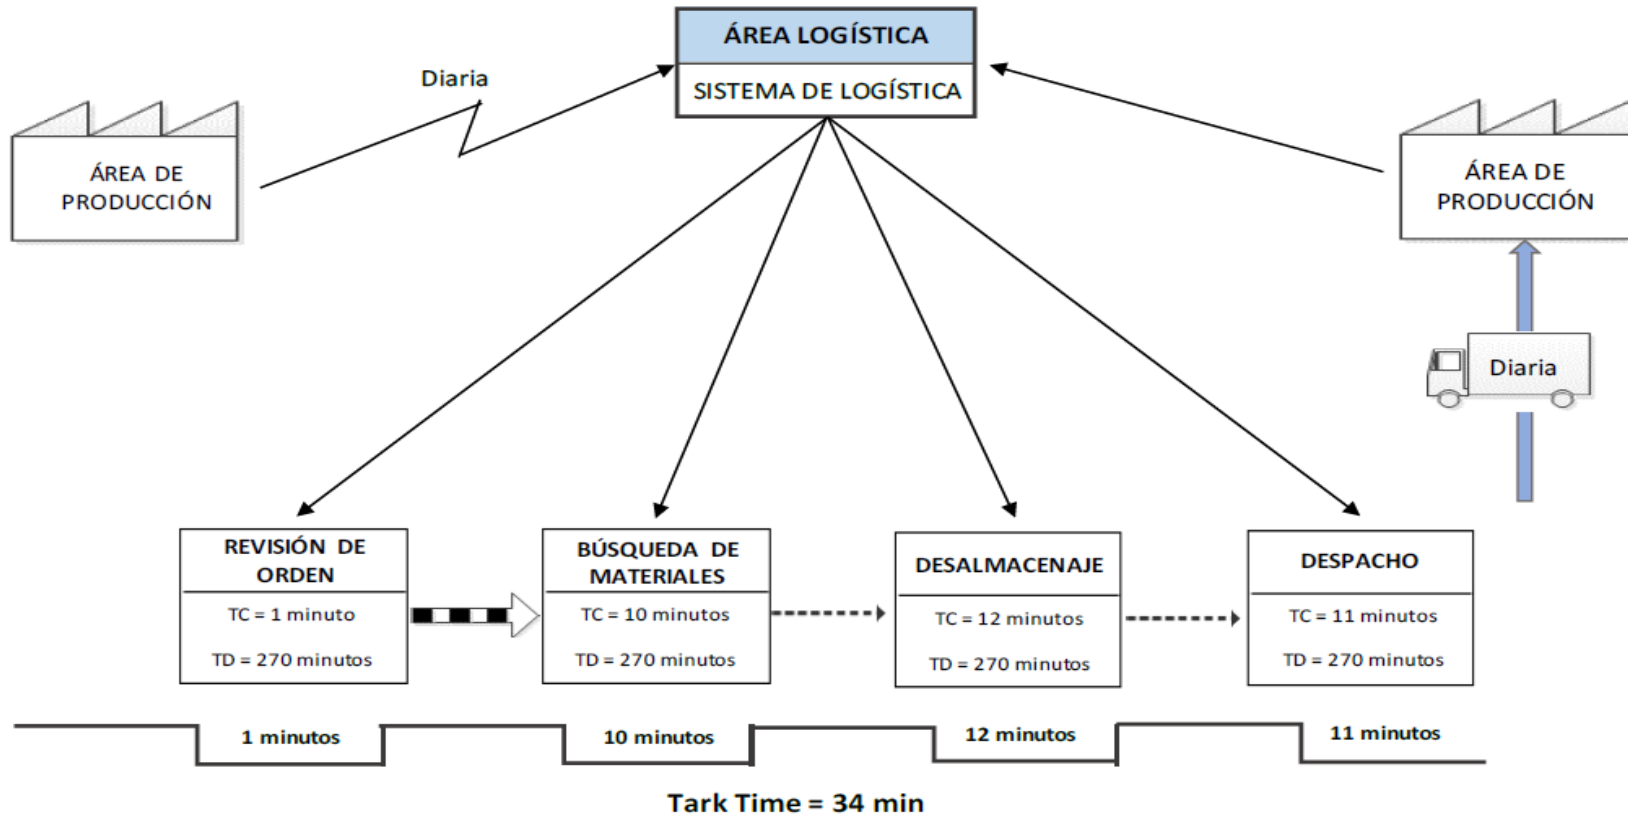 ÁREA LOGÍSTICA
SISTEMA DE LOGÍSTICA
Diaria
ÁREA DE
PRODUCCIÓN
ÁREA DE
PRODUCCIÓN
Diaria
REVISIÓN DE
ORDEN
TC = 1 minuto
TD = 270 minutos
BÚSQUEDA DE
MATERIALES
TC = 10 minutos
TD = 270 minutos
DESALMACENAJE
TC = 12 minutos
TD = 270 minutos
DESPACHO
TC = 11 minutos
TD = 270 minutos
1 minutos
10 minutos
12 minutos
11 minutos
Tark Time = 34 min